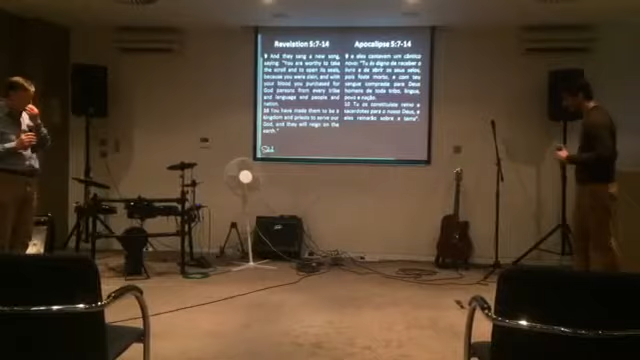 Revelation 5:7-14
9 And they sang a new song,
saying: "You are worthy to take
the scroll and to open its seals,
because you were slain, and with
your blood you purchased for
God persons from every tribe
and language and people and
nation.
10 You have made them to be a
kingdom and priests to serve our
God, and they will reign on the
earth."
Apocalipse 5:7-14
9 e eles cantavam um cântico
novo: "Tu és digno de receber o
livro e de abrir os seus selos,
pois foste morto, e com teu
sangue compraste para Deus
homens de toda tribo, língua,
povo e nação.
10 Tu os constituíste reino e
sacerdotes para o nosso Deus, e
eles reinarão sobre a terra".